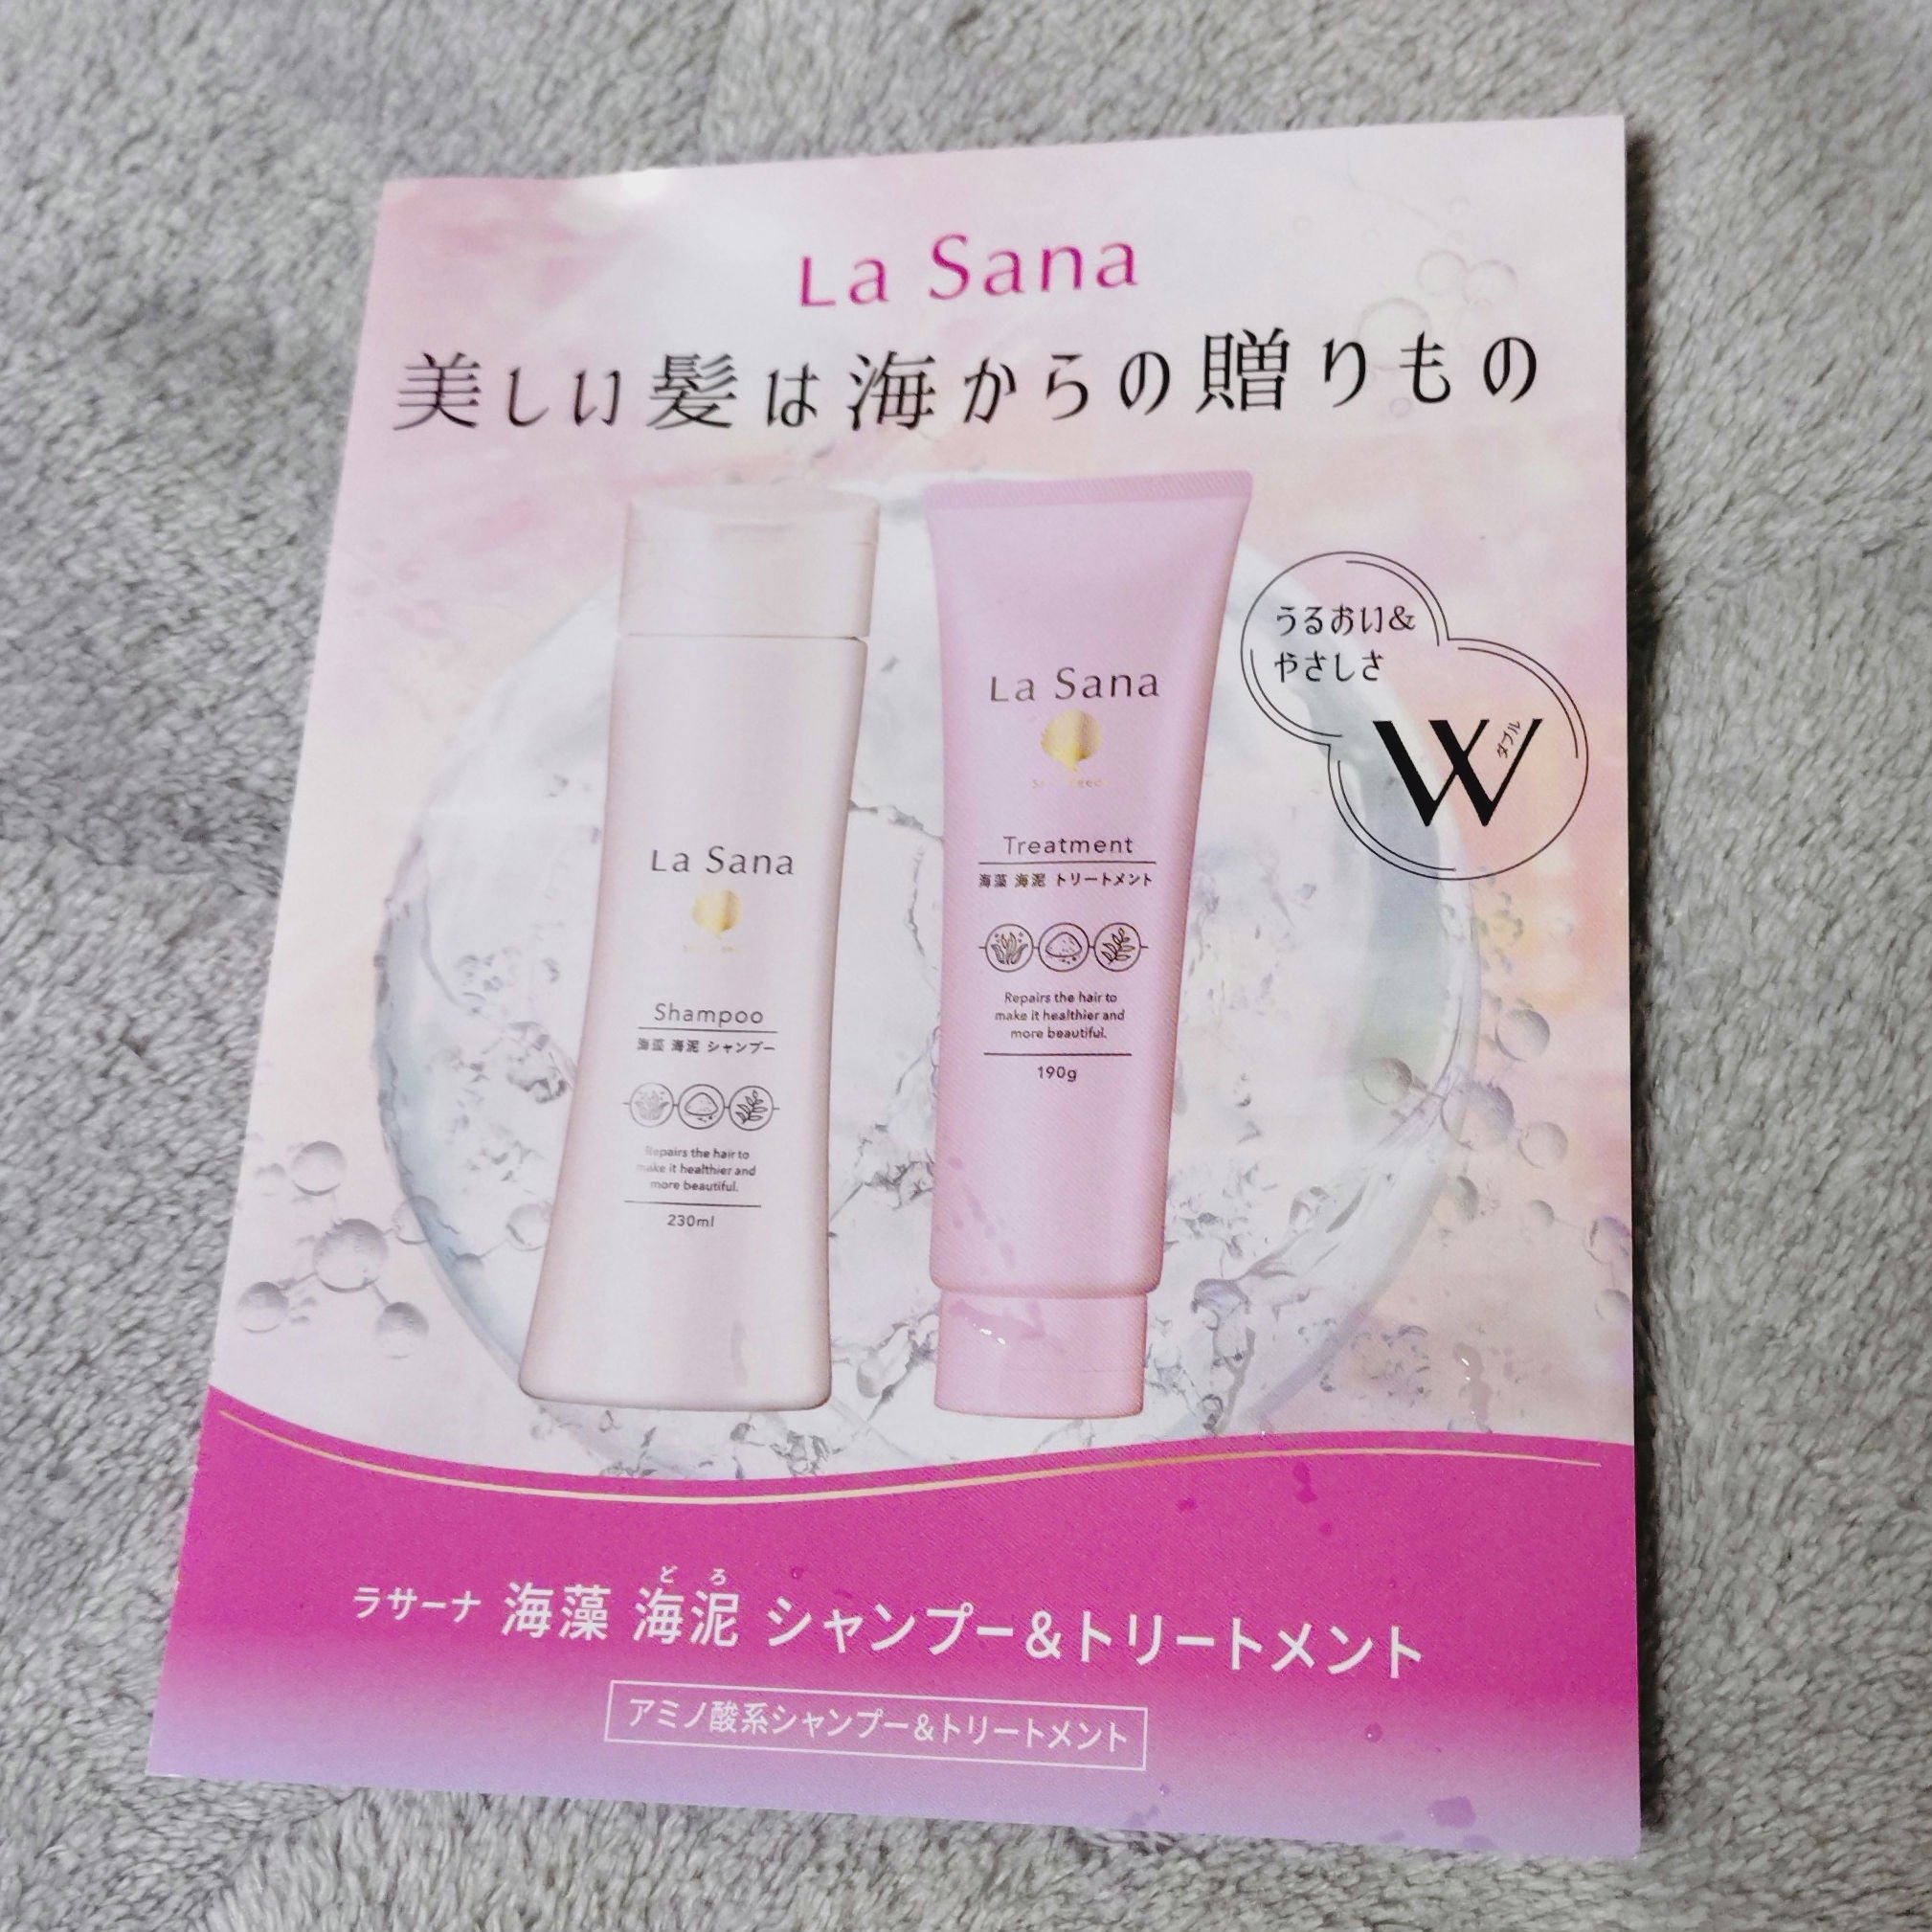 La Sana
美しい髪は海からの贈りもの
うるおい&
やさしさ
W
ダブル
La Sana
Treatment
海藻 海泥 トリートメント
Repairs the hair to
make it healthier and
more beautiful.
190g
La Sana
Shampoo
海藻 海泥 シャンプー
Repairs the hair to
make it healthier and
more beautiful.
230ml
どろ
ラサーナ 海藻 海泥 シャンプー&トリートメント
アミノ酸系シャンプー&トリートメント